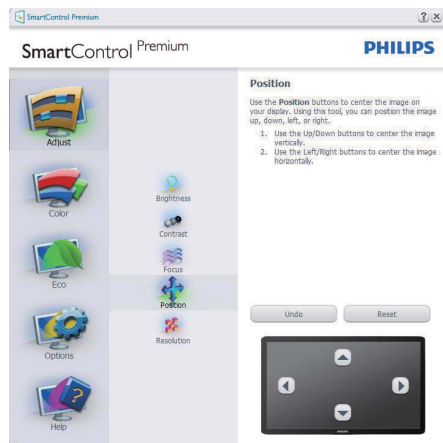 SmartControl Premium
? ×
SmartControl Premium
PHILIPS
Adjust
Color
Eco
Options
Help
Brightness
Contrast
Focus
Position
Resolution
Position
Use the Position buttons to center the image on
your display. Using this tool, you can position the image
up, down, left, or right.
1. Use the Up/Down buttons to center the image
vertically.
2. Use the Left/Right buttons to center the image
horizontally.
Undo
Reset
PHILIPS